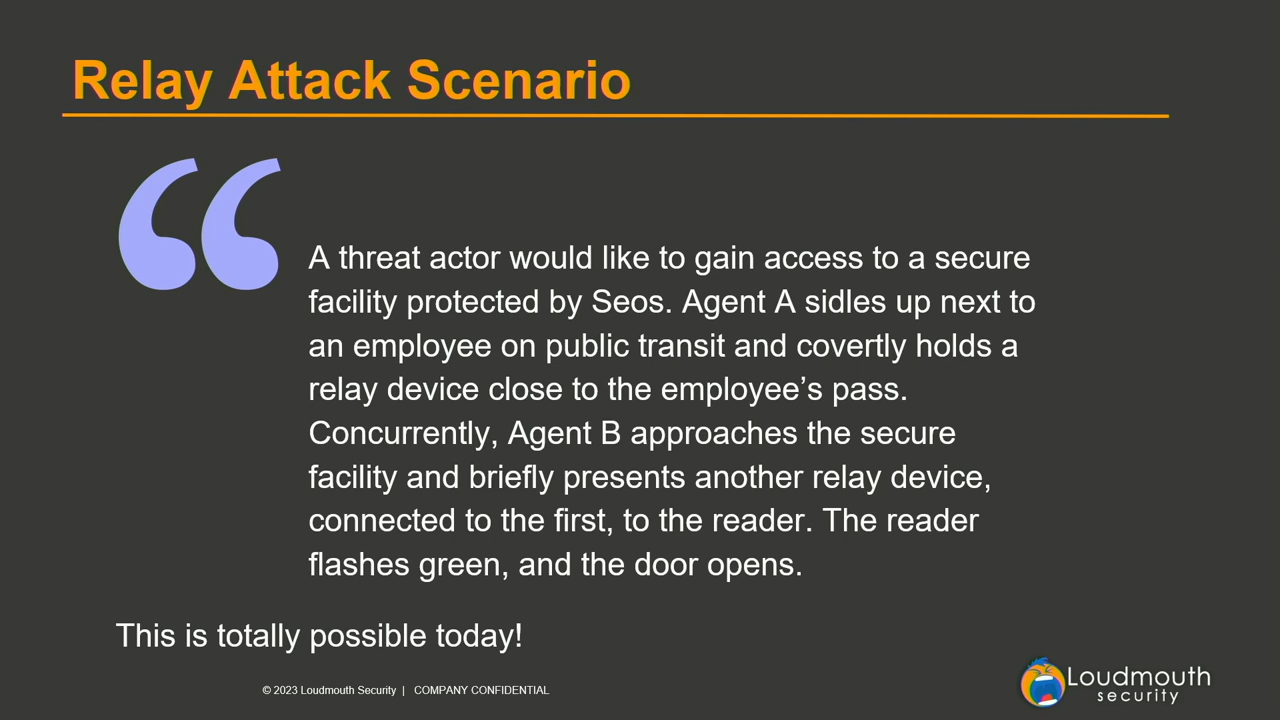 Relay Attack Scenario
“
A threat actor would like to gain access to a secure
facility protected by Seos. Agent A sidles up next to
an employee on public transit and covertly holds a
relay device close to the employee’s pass.
Concurrently, Agent B approaches the secure
facility and briefly presents another relay device,
connected to the first, to the reader. The reader
flashes green, and the door opens.
This is totally possible today!
© 2023 Loudmouth Security | COMPANY CONFIDENTIAL
Loudmouth
security